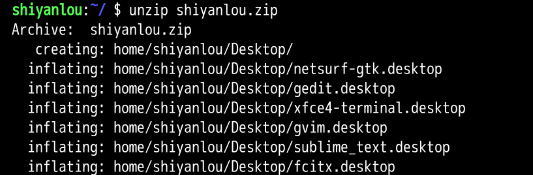 shiyanlou:~/ $ unzip shiyanlou.zip
Archive:  shiyanlou.zip
   creating: home/shiyanlou/Desktop/
  inflating: home/shiyanlou/Desktop/netsurf-gtk.desktop
  inflating: home/shiyanlou/Desktop/gedit.desktop
  inflating: home/shiyanlou/Desktop/xfce4-terminal.desktop
  inflating: home/shiyanlou/Desktop/gvim.desktop
  inflating: home/shiyanlou/Desktop/sublime_text.desktop
  inflating: home/shiyanlou/Desktop/fcitx.desktop